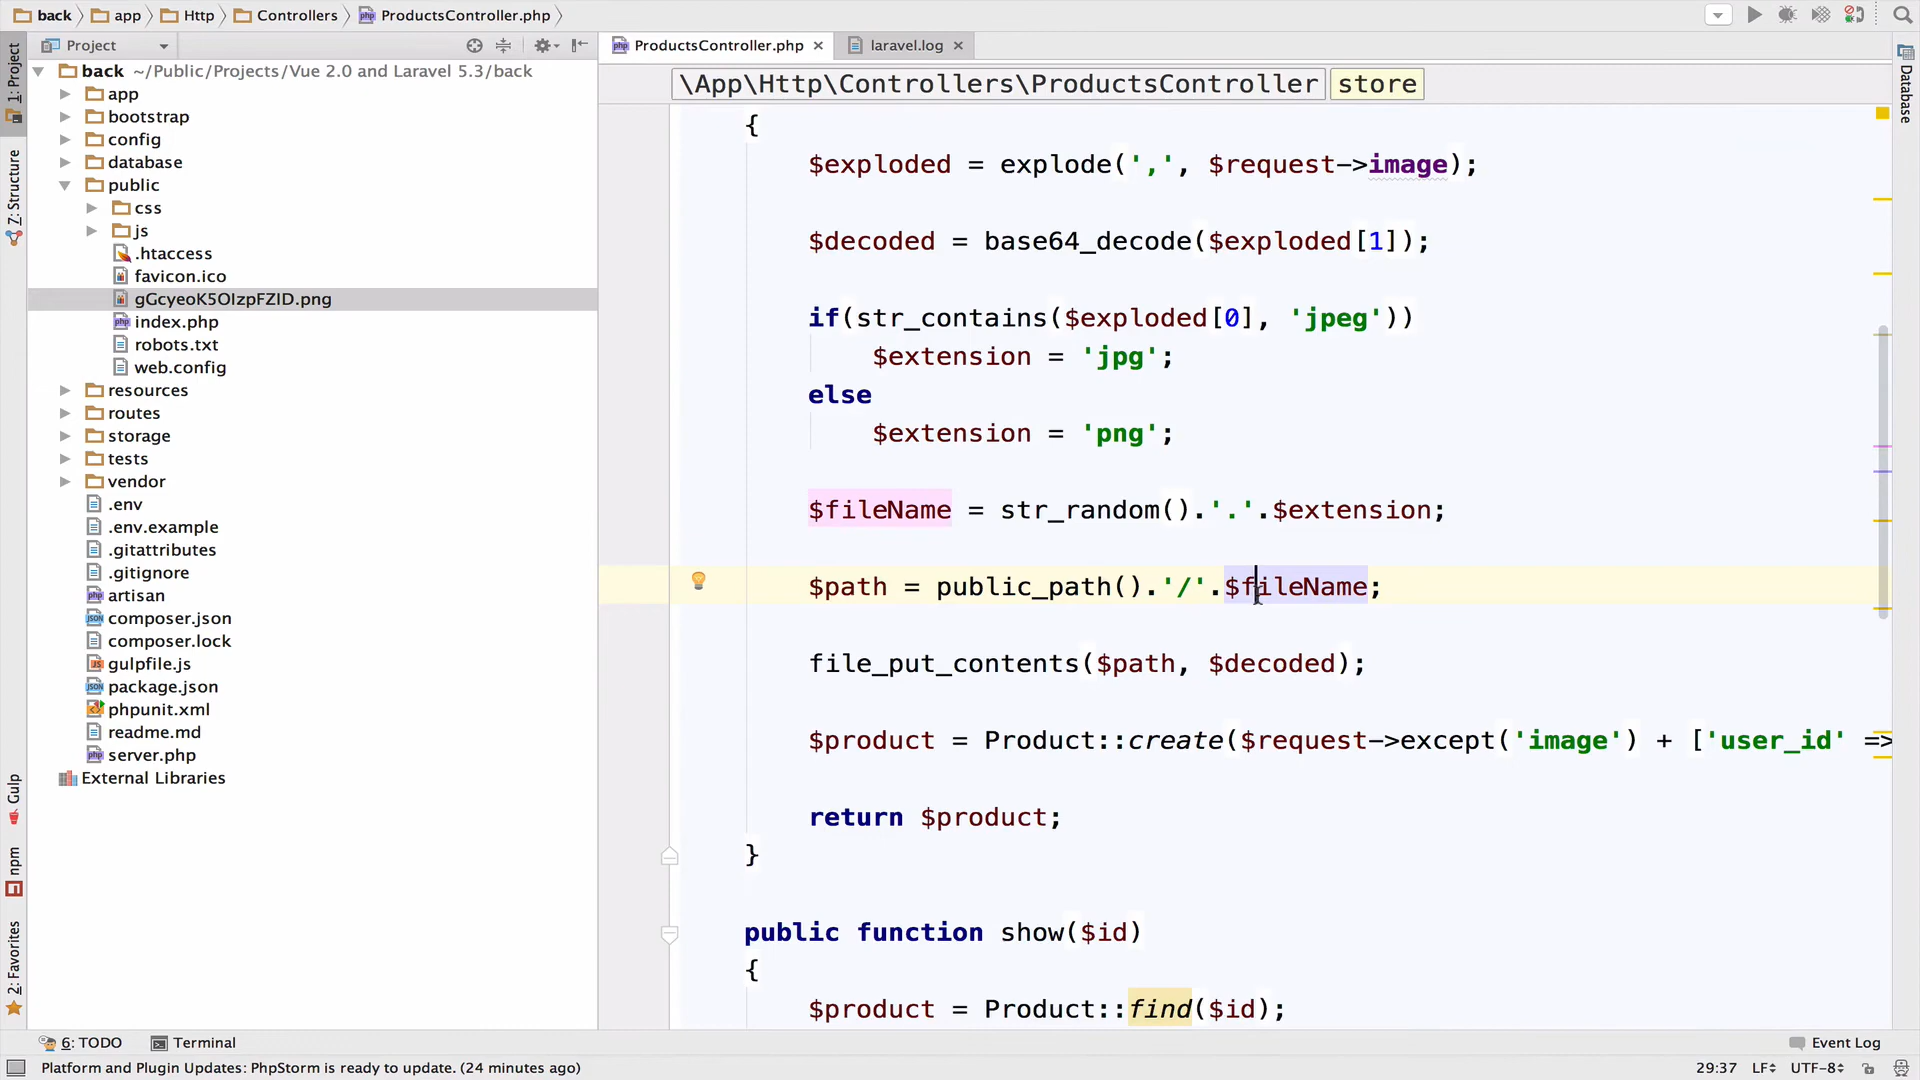 back app Http Controllers ProductsController.php
1: Project
Z: Structure
Gulp
npm
2: Favorites
Project
back ~/Public/Projects/Vue 2.0 and Laravel 5.3/back
app
bootstrap
config
database
public
css
js
.htaccess
favicon.ico
gGcyeoK5OIzpFZID.png
index.php
robots.txt
web.config
resources
routes
storage
tests
vendor
.env
.env.example
.gitattributes
.gitignore
artisan
composer.json
composer.lock
gulpfile.js
package.json
phpunit.xml
readme.md
server.php
External Libraries
ProductsController.php laravel.log
\App\Http\Controllers\ProductsController store
{
$exploded = explode(',', $request->image);
$decoded = base64_decode($exploded[1]);
if(str_contains($exploded[0], 'jpeg'))
$extension = 'jpg';
else
$extension = 'png';
$fileName = str_random().'.'.$extension;
$path = public_path().'/'.$fileName;
file_put_contents($path, $decoded);
$product = Product::create($request->except('image') + ['user_id' =>
return $product;
}
public function show($id)
{
$product = Product::find($id);
Database
6: TODO Terminal Event Log
Platform and Plugin Updates: PhpStorm is ready to update. (24 minutes ago) 29:37 LF UTF-8